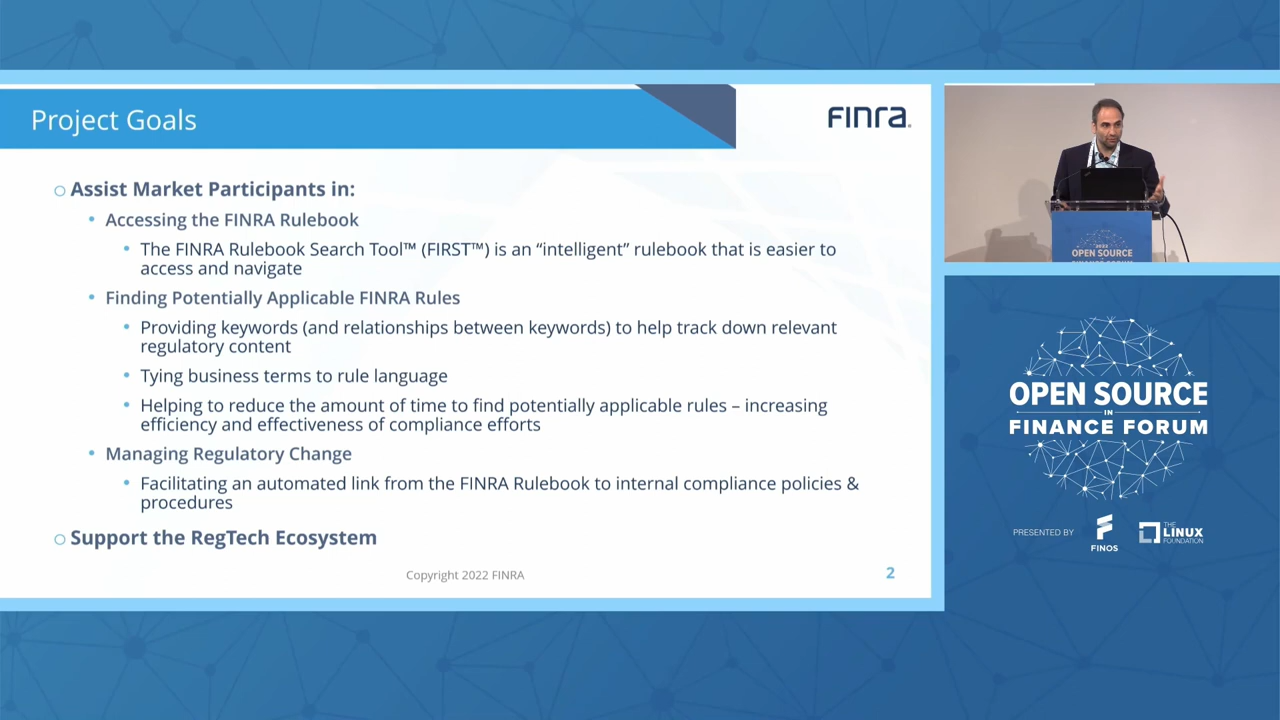 Project Goals
FINRA
Assist Market Participants in:
Accessing the FINRA Rulebook
The FINRA Rulebook Search Tool™ (FIRST™) is an “intelligent” rulebook that is easier to
access and navigate
Finding Potentially Applicable FINRA Rules
Providing keywords (and relationships between keywords) to help track down relevant
regulatory content
Tying business terms to rule language
Helping to reduce the amount of time to find potentially applicable rules – increasing
efficiency and effectiveness of compliance efforts
Managing Regulatory Change
Facilitating an automated link from the FINRA Rulebook to internal compliance policies &
procedures
Support the RegTech Ecosystem
Copyright 2022 FINRA
2
OPEN SOURCE
OPEN SOURCE
IN
FINANCE FORUM
PRESENTED BY
FINOS
THE
LINUX
FOUNDATION